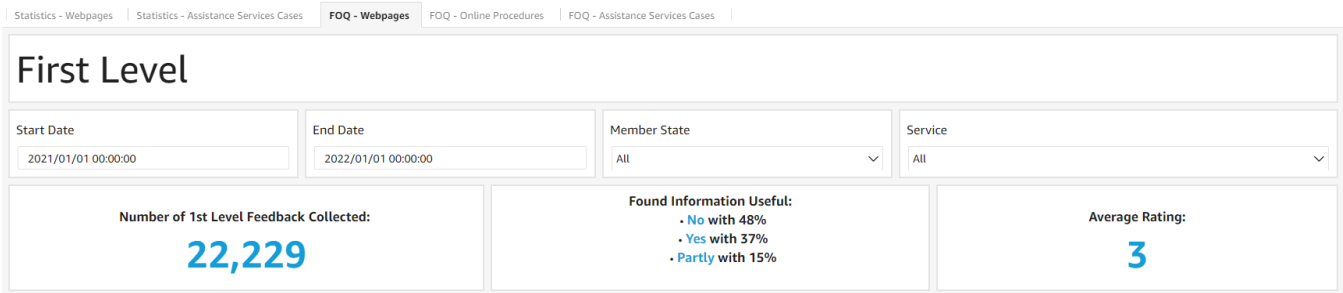 Statistics - Webpages Statistics - Assistance Services Cases FOQ - Webpages FOQ - Online Procedures FOQ - Assistance Services Cases
First Level
Start Date End Date Member State Service
2021/01/01 00:00:00 2022/01/01 00:00:00 All All
Number of 1st Level Feedback Collected:
22,229
Found Information Useful:
• No with 48%
• Yes with 37%
• Partly with 15%
Average Rating:
3